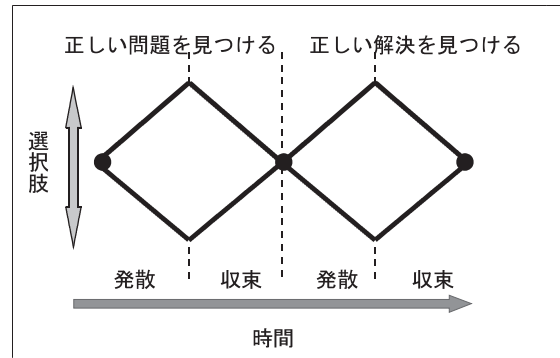 正しい問題を見つける
正しい解決を見つける
選択肢
発散
収束
発散
収束
時間